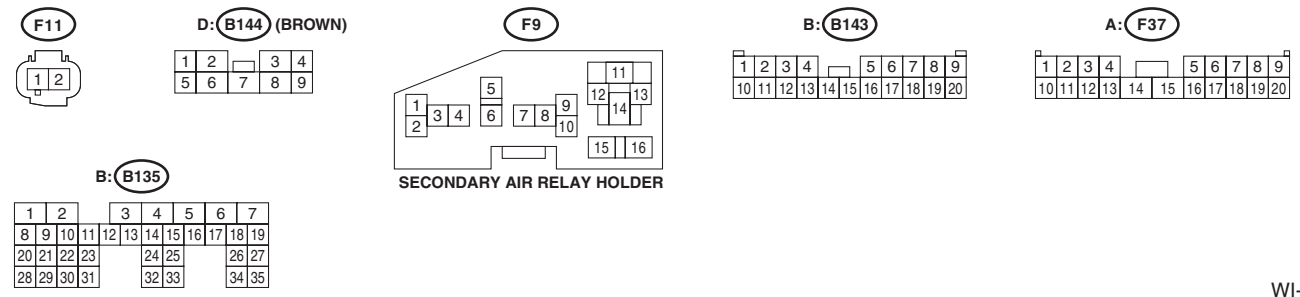 F11
D: B144 (BROWN)
F9
B: B143
A: F37
1 2
1 2 3 4
5 6 7 8 9
1 2 3 4 5 6 7 8 9 10 11 12 13 14 15 16
1 2 3 4 5 6 7 8 9
10 11 12 13 14 15 16 17 18 19 20
1 2 3 4 5 6 7 8 9
10 11 12 13 14 15 16 17 18 19 20
SECONDARY AIR RELAY HOLDER
B: B135
1 2 3 4 5 6 7
8 9 10 11 12 13 14 15 16 17 18 19
20 21 22 23 24 25 26 27
28 29 30 31 32 33 34 35
WI-